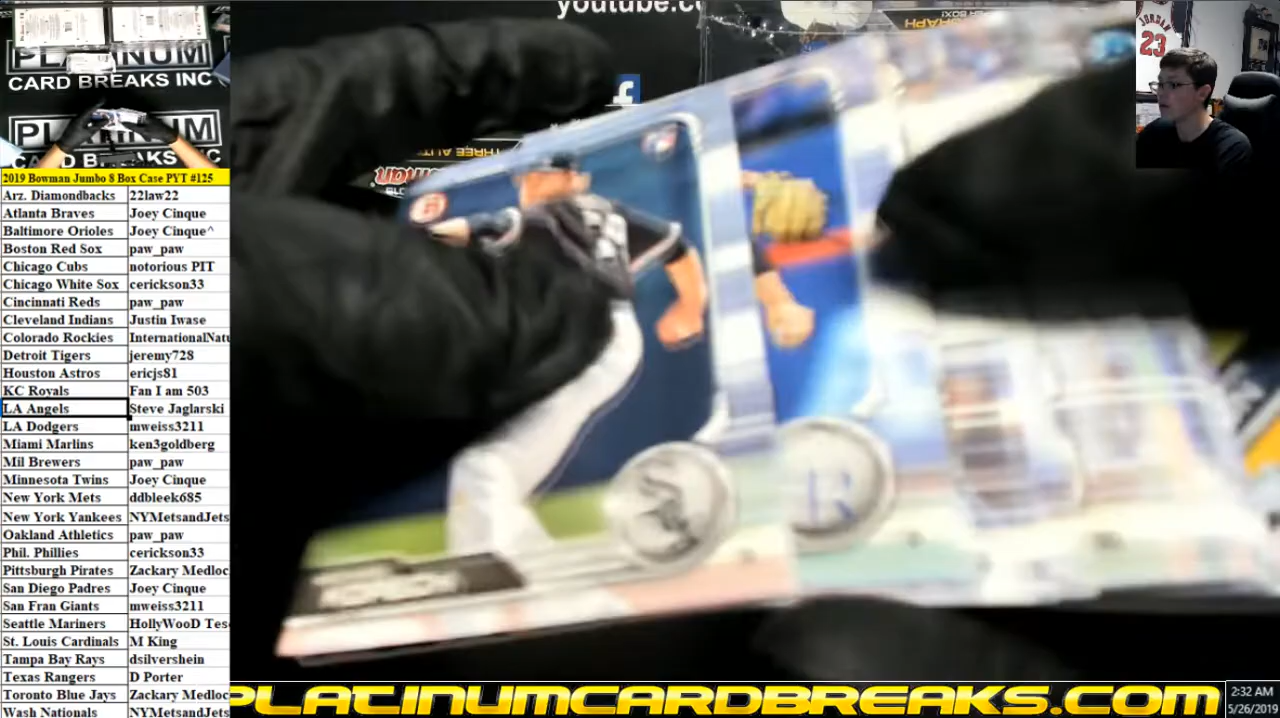 youtube.c
PLATINUM
CARD BREAKS INC
JORDAN
23
2019 Bowman Jumbo 8 Box Case PYT #125
Arz. Diamondbacks 22law22
Atlanta Braves Joey Cinque
Baltimore Orioles Joey Cinque^
Boston Red Sox paw_paw
Chicago Cubs notorious PIT
Chicago White Sox cerickson33
Cincinnati Reds paw_paw
Cleveland Indians Justin Iwase
Colorado Rockies InternationalNatu
Detroit Tigers jeremy728
Houston Astros ericjs81
KC Royals Fan I am 503
LA Angels Steve Jaglarski
LA Dodgers mweiss3211
Miami Marlins ken3goldberg
Mil Brewers paw_paw
Minnesota Twins Joey Cinque
New York Mets ddbleek685
New York Yankees NYMetsandJets
Oakland Athletics paw_paw
Phil. Phillies cerickson33
Pittsburgh Pirates Zackary Medloc
San Diego Padres Joey Cinque
San Fran Giants mweiss3211
Seattle Mariners HollyWooD Tes
St. Louis Cardinals M King
Tampa Bay Rays dsilvershein
Texas Rangers D Porter
Toronto Blue Jays Zackary Medloc
Wash Nationals NYMetsandJets
PLATINUMCARDBREAKS.COM
2:32 AM
5/26/2019